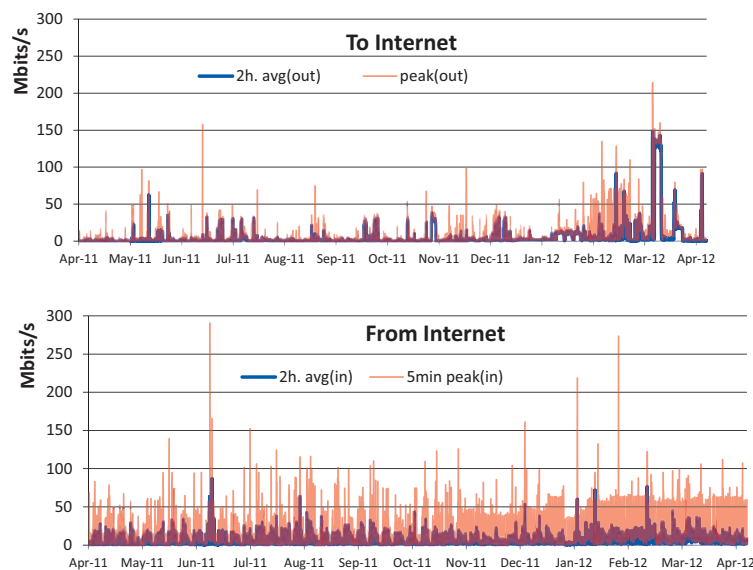 To Internet
Mbits/s
2h. avg(out) peak(out)
300
250
200
150
100
50
0
Apr-11 May-11 Jun-11 Jul-11 Aug-11 Sep-11 Oct-11 Nov-11 Dec-11 Jan-12 Feb-12 Mar-12 Apr-12
From Internet
Mbits/s
2h. avg(in) 5min peak(in)
300
250
200
150
100
50
0
Apr-11 May-11 Jun-11 Jul-11 Aug-11 Sep-11 Oct-11 Nov-11 Dec-11 Jan-12 Feb-12 Mar-12 Apr-12